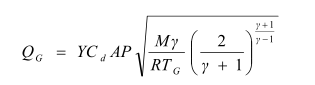 Q_G = YC_d AP √( Mγ / RT_G ( 2 / γ + 1 )^( γ+1 / γ−1 ) )